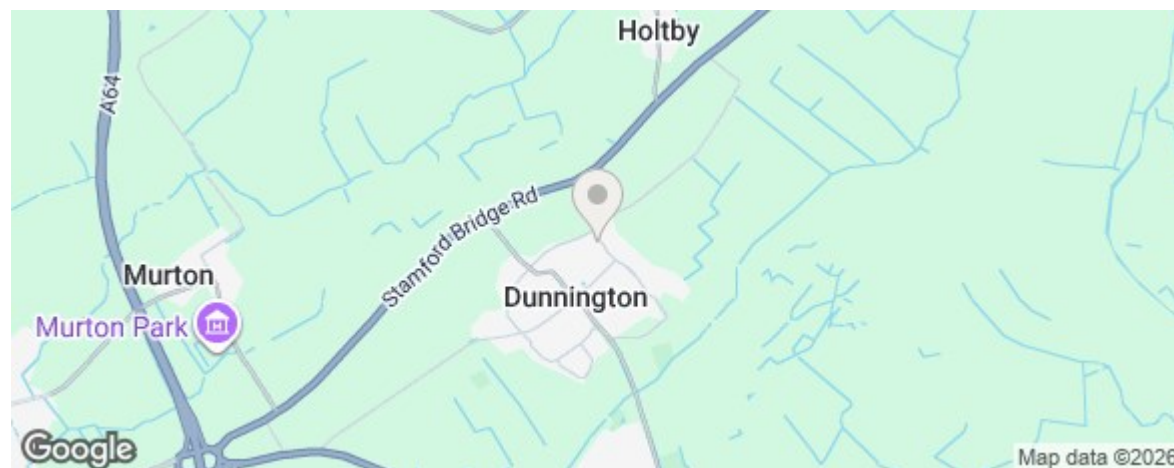 Holtby
A64
Stamford Bridge Rd
Murton
Dunnington
Murton Park
Google
Map data ©2026